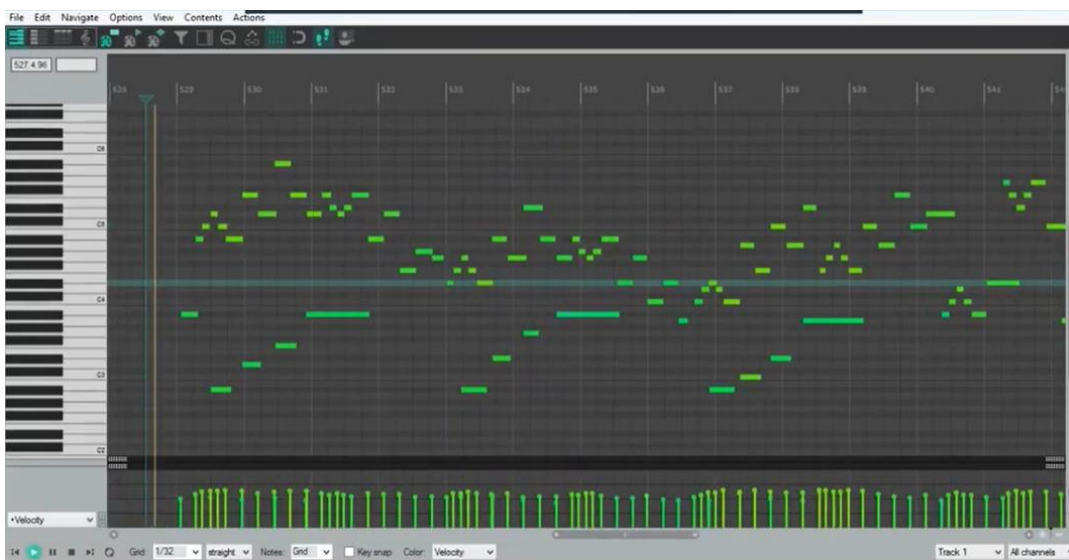 File Edit Navigate Options View Contents Actions
527.4.96
528 529 530 531 532 533 534 535 536 537 538 539 540 541
C6
C5
C4
C3
C2
•Velocity
Grid: 1/32 straight Notes: Grid Key snap Color: Velocity Track 1 All channels